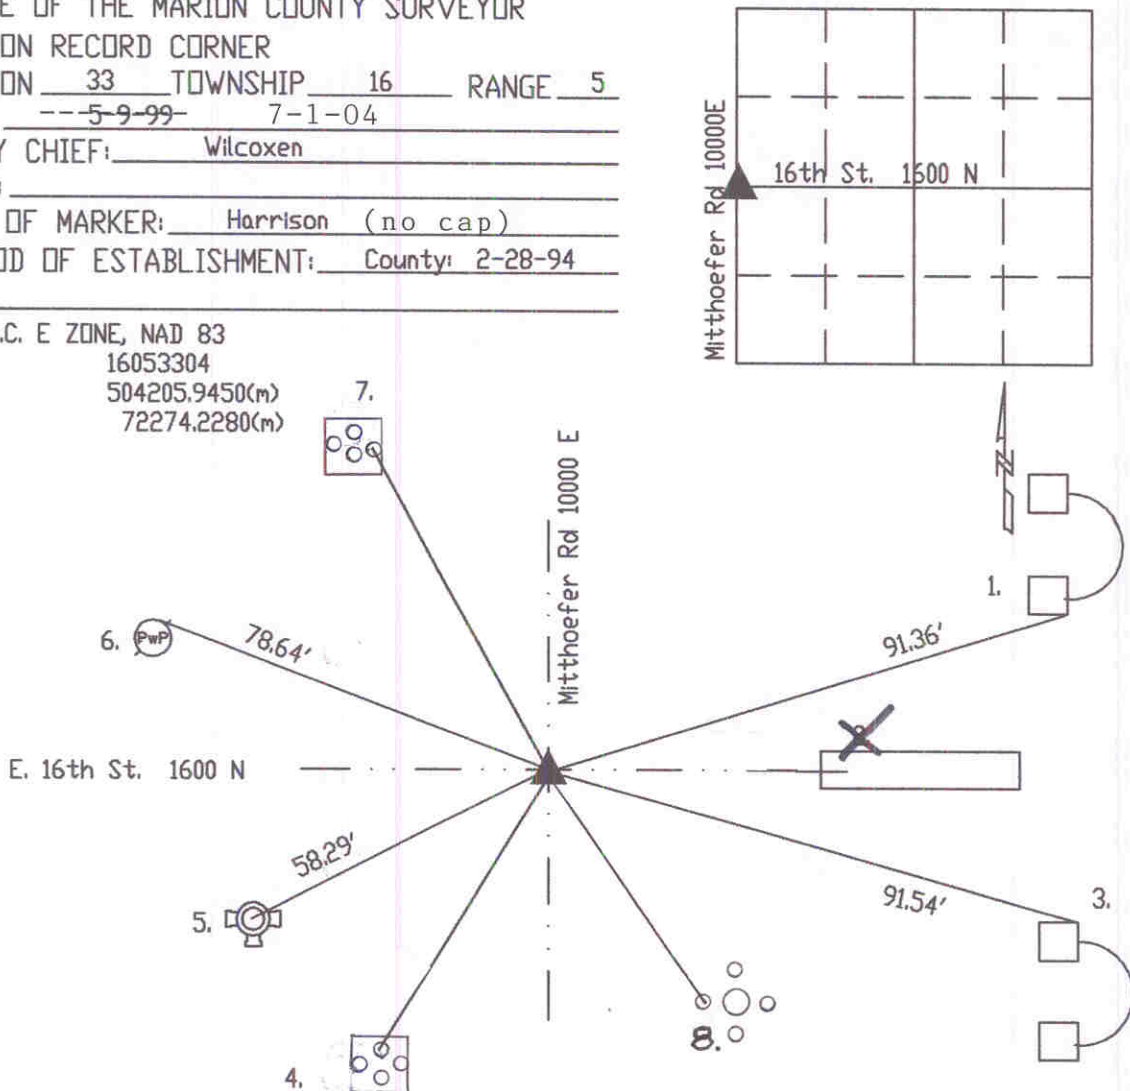 E OF THE MARION COUNTY SURVEYOR
ON RECORD CORNER
ON 33 TOWNSHIP 16 RANGE 5
---5-9-99- 7-1-04
Y CHIEF: Wilcoxen
OF MARKER: Harrison (no cap)
OD OF ESTABLISHMENT: County: 2-28-94
.C. E ZONE, NAD 83
16053304
504205.9450(m)
72274.2280(m)
Mitthoefer Rd 10000E
16th St. 1600 N
N
7.
Mitthoefer Rd 10000 E
1.
91.36'
6. PwP
78.64'
E. 16th St. 1600 N
58.29'
5.
91.54'
3.
8.
4.